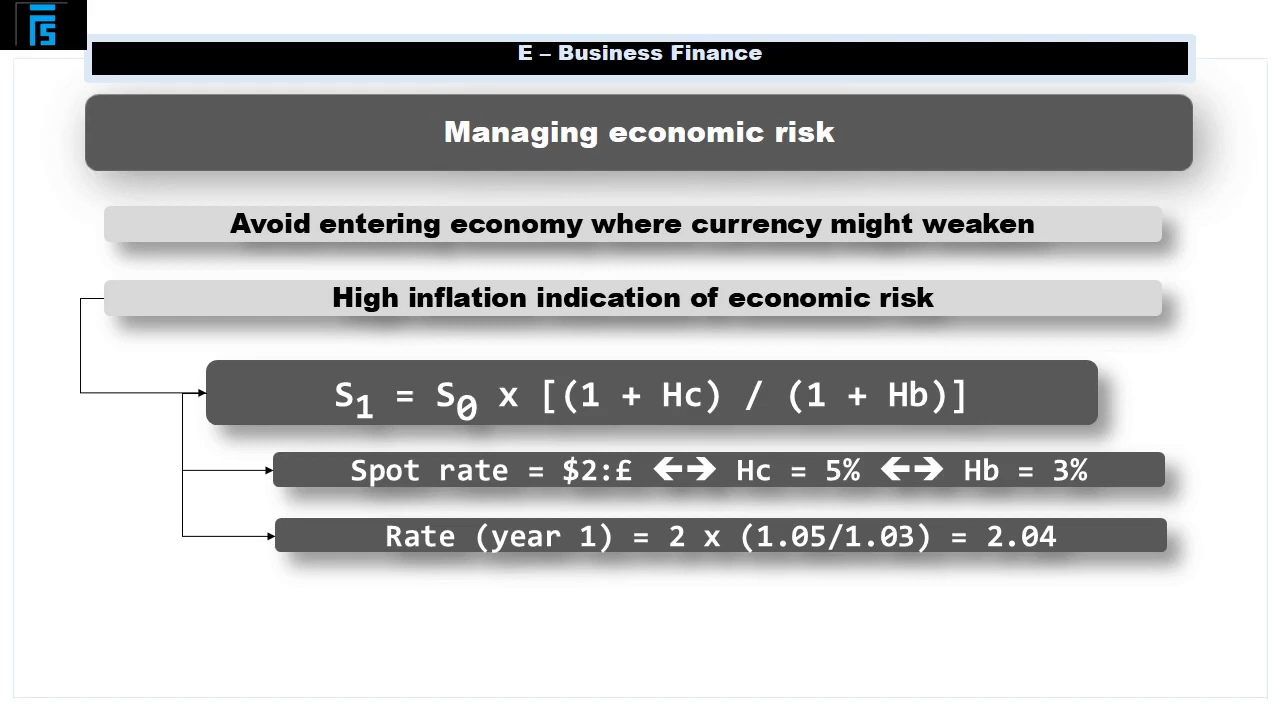 FTS
E – Business Finance
Managing economic risk
Avoid entering economy where currency might weaken
High inflation indication of economic risk
S₁ = S₀ x [(1 + Hc) / (1 + Hb)]
Spot rate = $2:£ 🡨🡪 Hc = 5% 🡨🡪 Hb = 3%
Rate (year 1) = 2 x (1.05/1.03) = 2.04